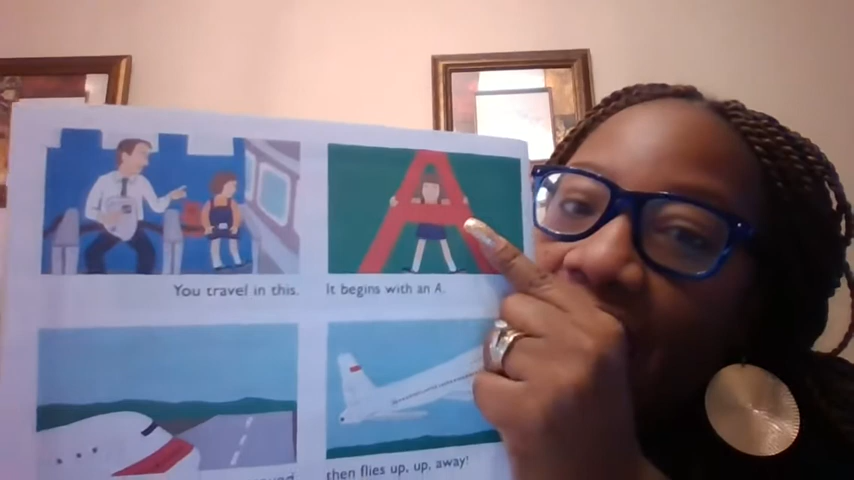 You travel in this.
It begins with an A.
then flies up, up, away!